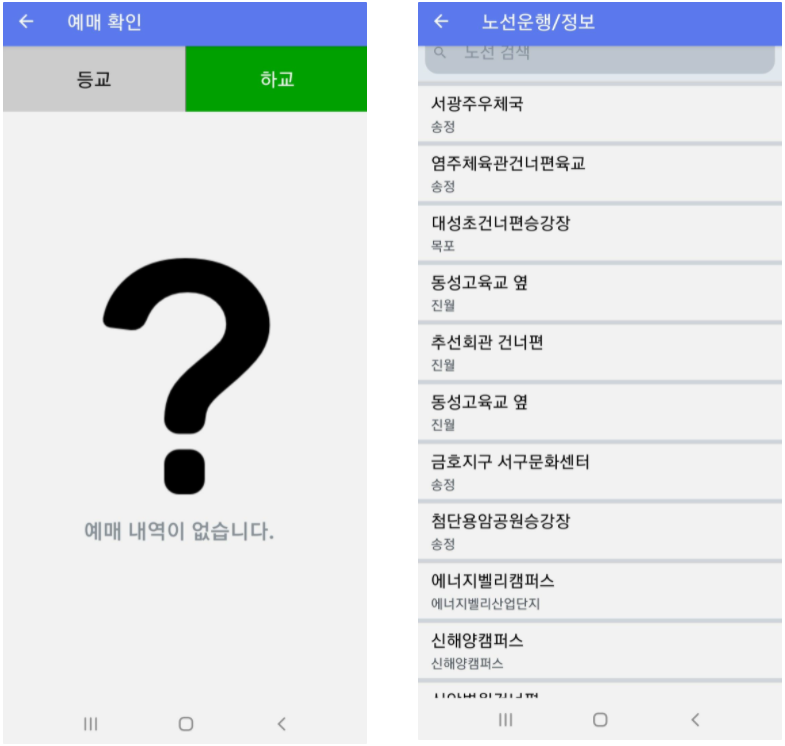 예매 확인
등교
하교
?
예매 내역이 없습니다.
노선운행/정보
노선 검색
서광주우체국
송정
염주체육관건너편육교
송정
대성초건너편승강장
목포
동성고육교 옆
진월
추선회관 건너편
진월
동성고육교 옆
진월
금호지구 서구문화센터
송정
첨단용암공원승강장
송정
에너지벨리캠퍼스
에너지벨리산업단지
신해양캠퍼스
신해양캠퍼스